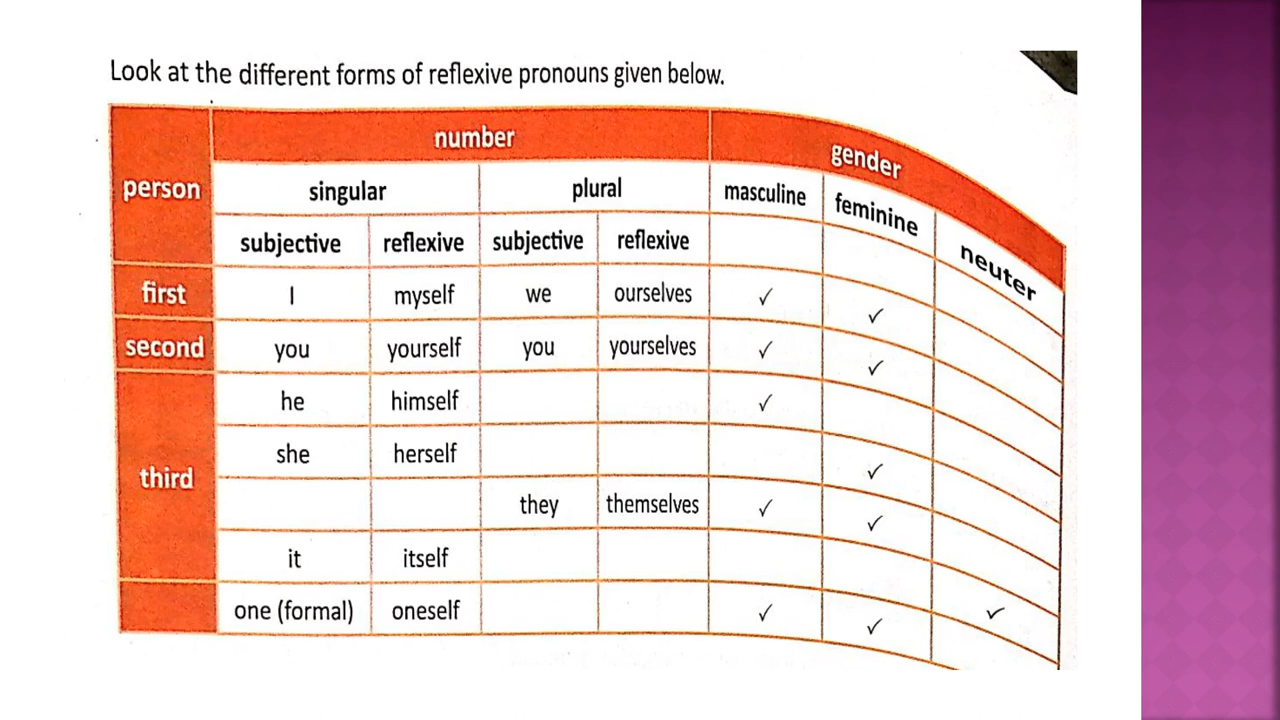 Look at the different forms of reflexive pronouns given below.
person number gender
singular plural masculine feminine neuter
subjective reflexive subjective reflexive
first I myself we ourselves ✓ ✓
second you yourself you yourselves ✓ ✓
third he himself ✓
she herself ✓
they themselves ✓ ✓
it itself ✓
one (formal) oneself ✓ ✓